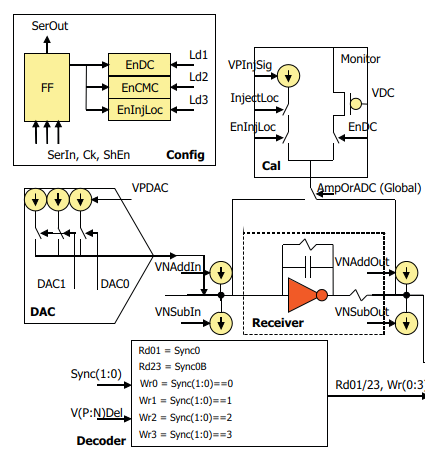 SerOut
FF
EnDC
EnCMC
EnInjLoc
Ld1
Ld2
Ld3
SerIn, Ck, ShEn
Config
VPInjSig
Monitor
InjectLoc
VDC
EnInjLoc
EnDC
Cal
AmpOrADC (Global)
VPDAC
DAC1
DAC0
DAC
VNAddIn
VNSubIn
VNAddOut
VNSubOut
Receiver
Rd01 = Sync0
Rd23 = Sync0B
Wr0 = Sync(1:0)==0
Wr1 = Sync(1:0)==1
Wr2 = Sync(1:0)==2
Wr3 = Sync(1:0)==3
Sync(1:0)
V(P:N)Del
Decoder
Rd01/23, Wr(0:3)